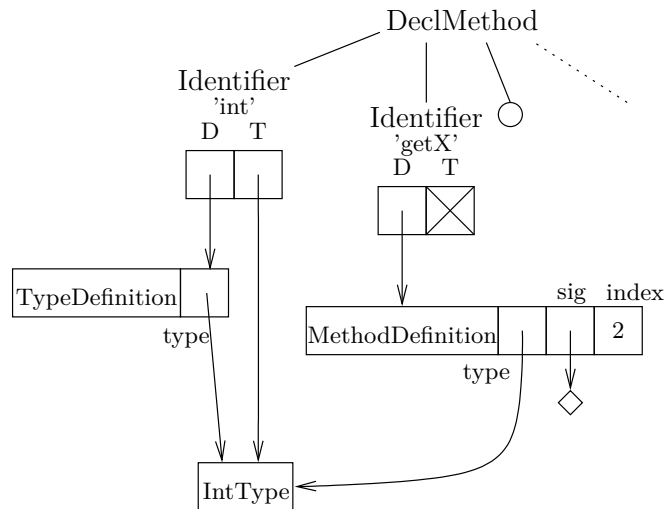 DeclMethod
Identifier
'int'
D T
Identifier
'getX'
D T
TypeDefinition
type
sig index
MethodDefinition 2
type
IntType